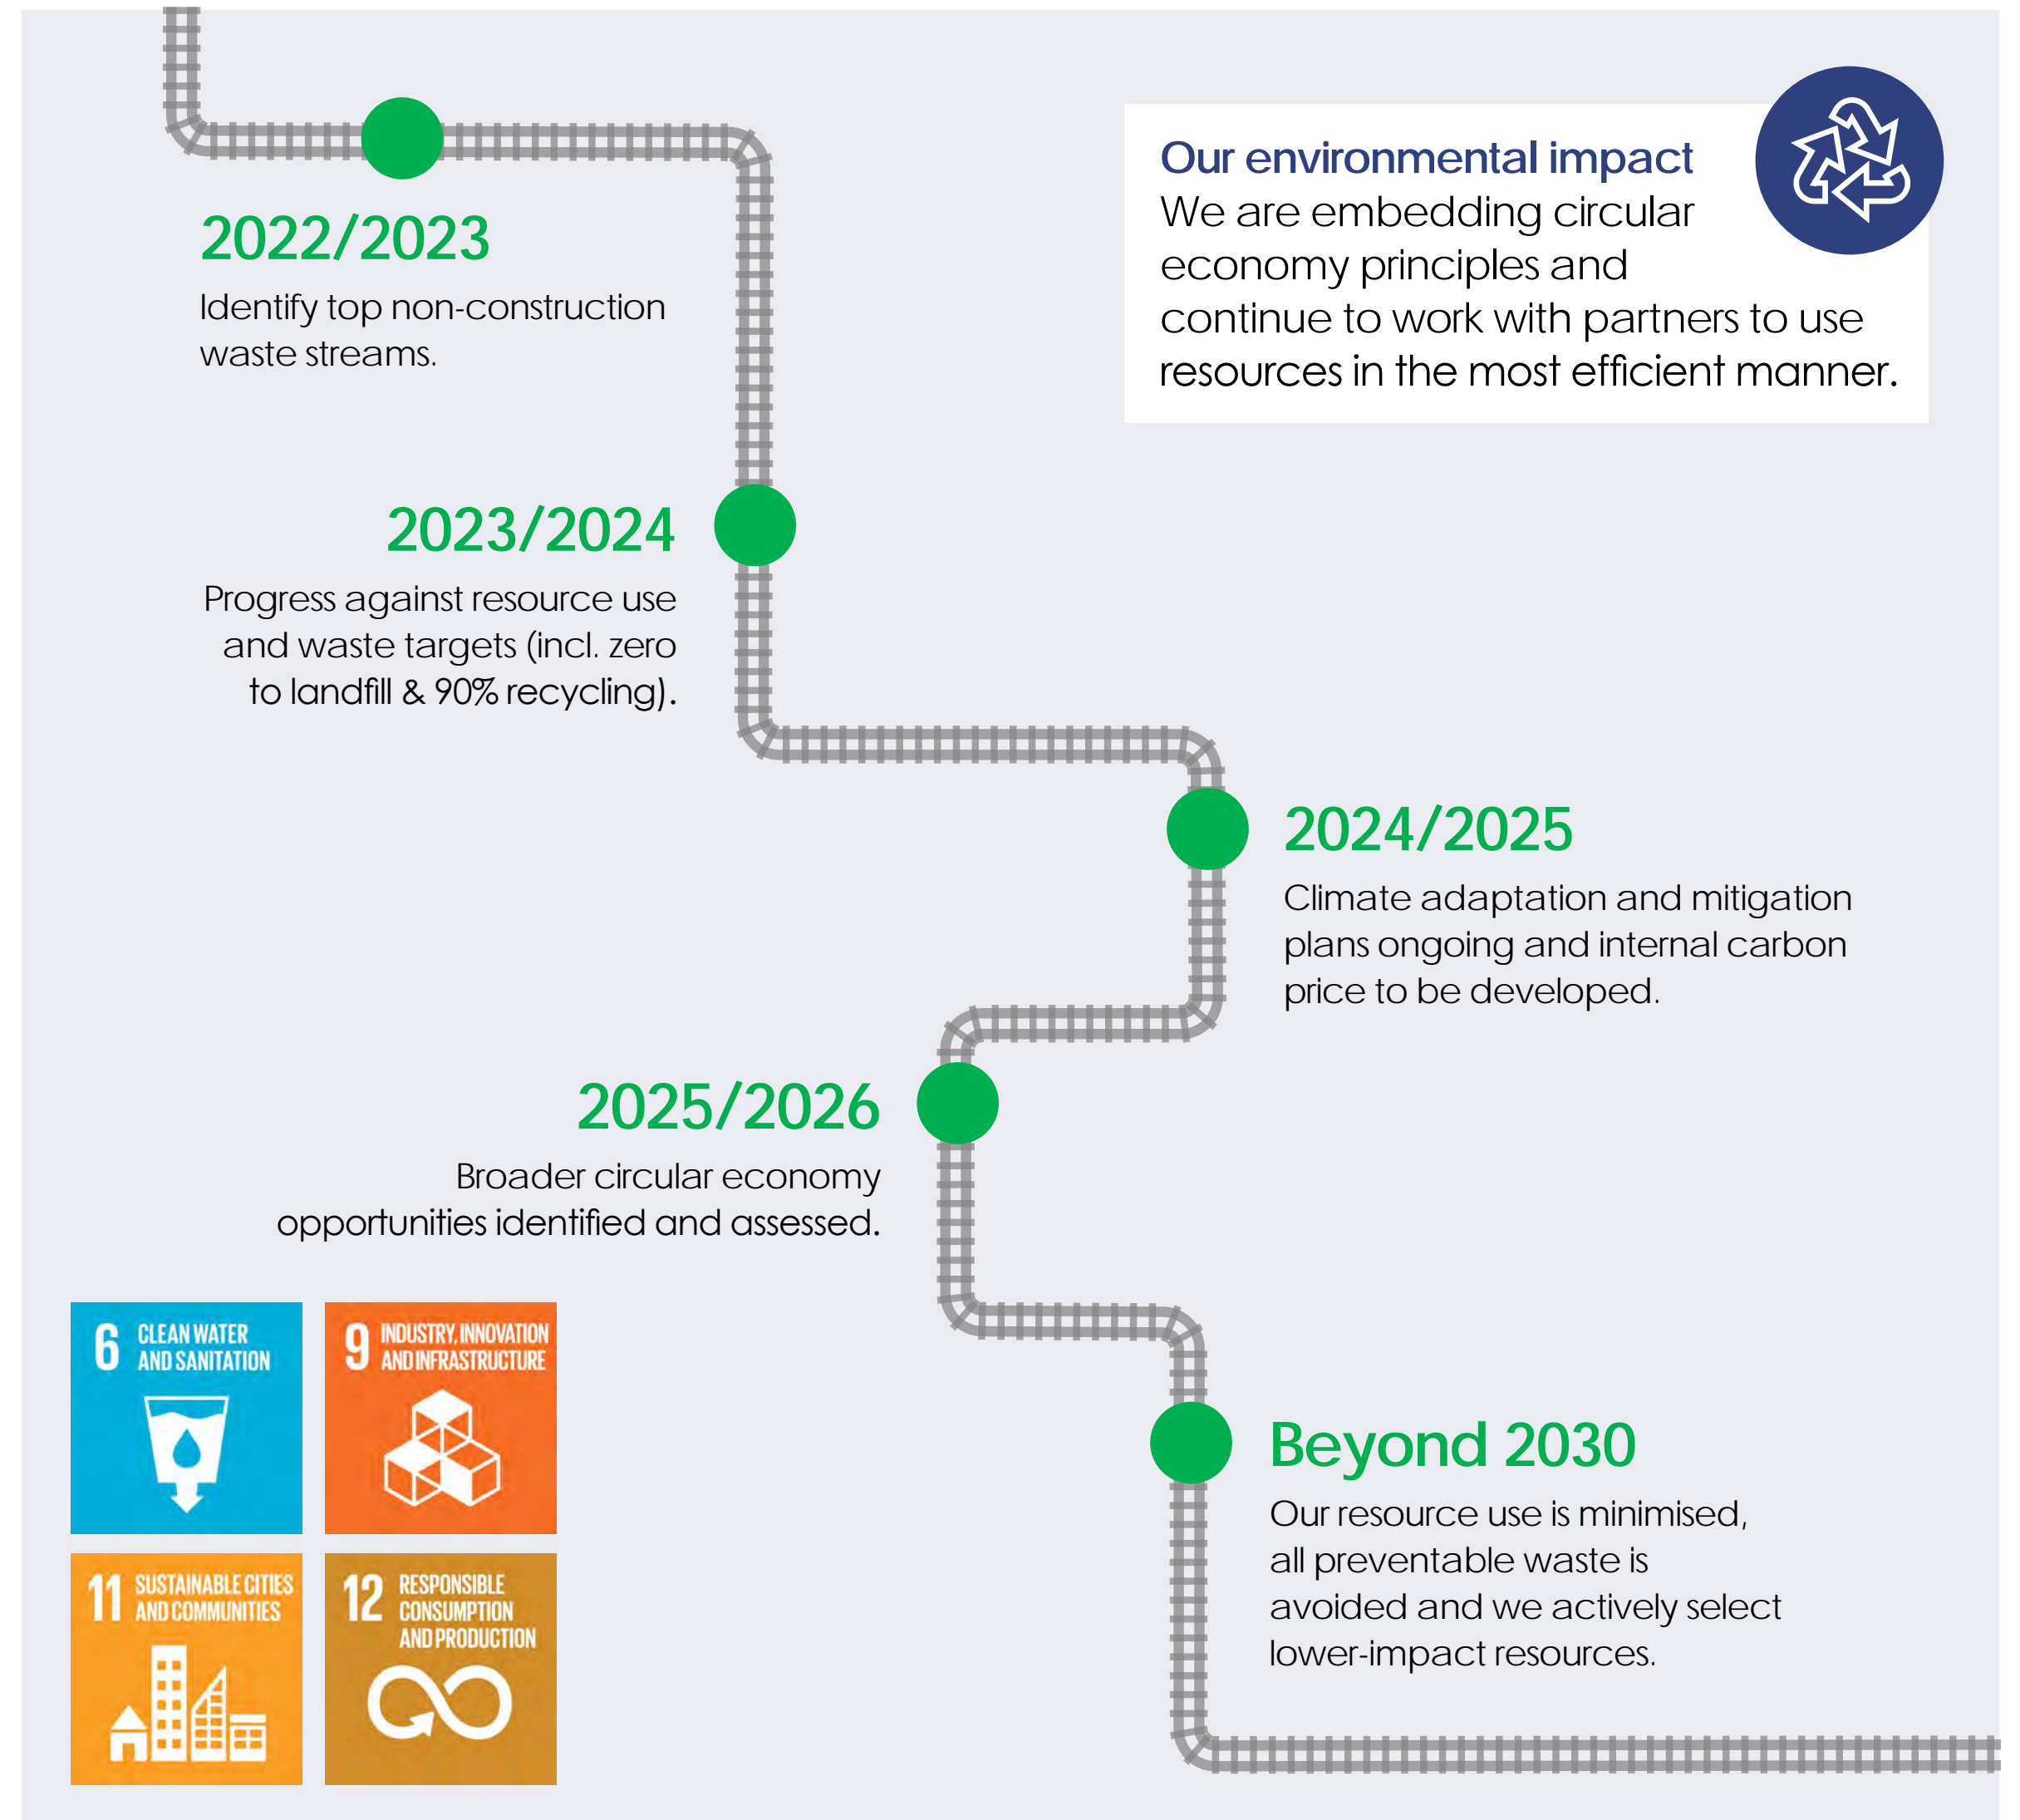 Our environmental impact
We are embedding circular
economy principles and
continue to work with partners to use
resources in the most efficient manner.
2022/2023
Identify top non-construction
waste streams.
2023/2024
Progress against resource use
and waste targets (incl. zero
to landfill & 90% recycling).
2024/2025
Climate adaptation and mitigation
plans ongoing and internal carbon
price to be developed.
2025/2026
Broader circular economy
opportunities identified and assessed.
Beyond 2030
Our resource use is minimised,
all preventable waste is
avoided and we actively select
lower-impact resources.
6 CLEAN WATER
AND SANITATION
9 INDUSTRY, INNOVATION
AND INFRASTRUCTURE
11 SUSTAINABLE CITIES
AND COMMUNITIES
12 RESPONSIBLE
CONSUMPTION
AND PRODUCTION